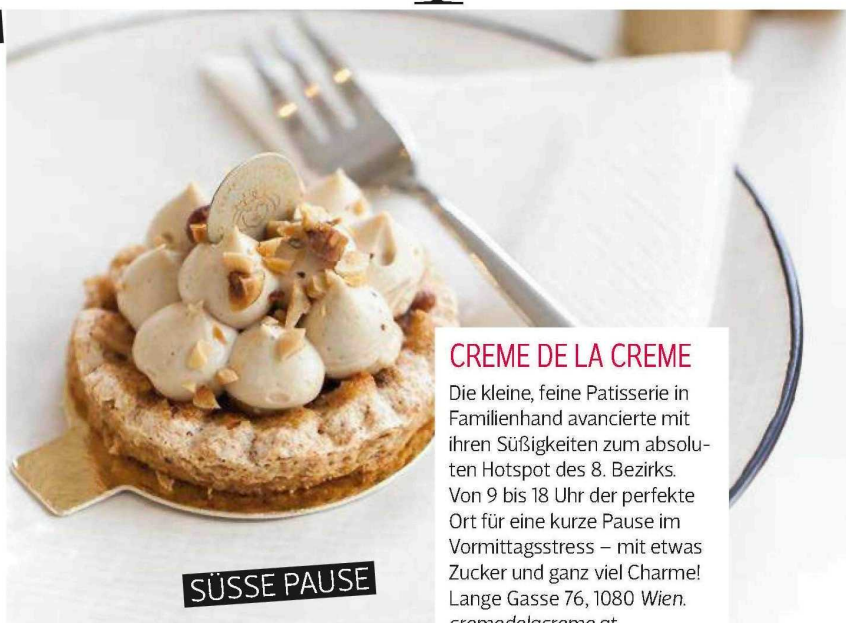 CREME DE LA CREME
Die kleine, feine Patisserie in
Familienhand avancierte mit
ihren Süßigkeiten zum absolu-
ten Hotspot des 8. Bezirks.
Von 9 bis 18 Uhr der perfekte
Ort für eine kurze Pause im
Vormittagsstress – mit etwas
Zucker und ganz viel Charme!
Lange Gasse 76, 1080 Wien.
cremedelacreme.at
SÜSSE PAUSE